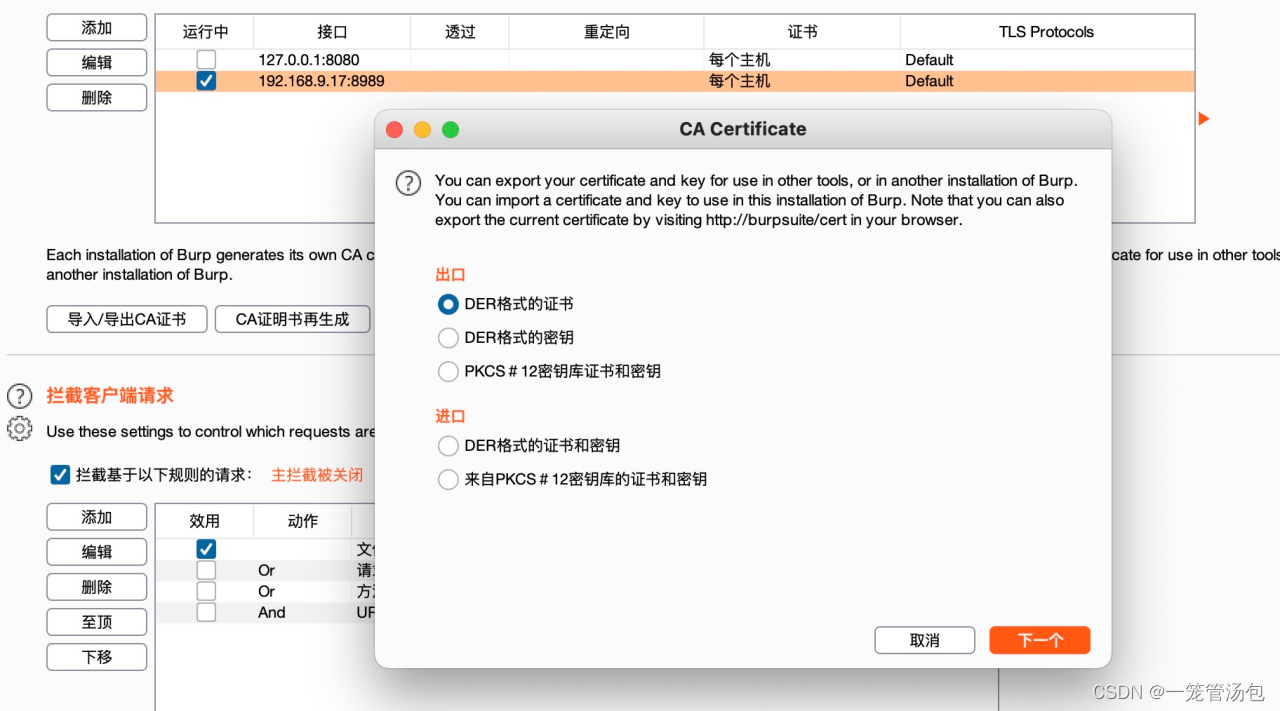 添加
编辑
删除
运行中 接口 透过 重定向 证书 TLS Protocols
127.0.0.1:8080 每个主机 Default
192.168.9.17:8989 每个主机 Default
CA Certificate
You can export your certificate and key for use in other tools, or in another installation of Burp.
You can import a certificate and key to use in this installation of Burp. Note that you can also
export the current certificate by visiting http://burpsuite/cert in your browser.
出口
DER格式的证书
DER格式的密钥
PKCS＃12密钥库证书和密钥
进口
DER格式的证书和密钥
来自PKCS＃12密钥库的证书和密钥
取消
下一个
Each installation of Burp generates its own CA c
cate for use in other tools
another installation of Burp.
导入/导出CA证书
CA证明书再生成
拦截客户端请求
Use these settings to control which requests are
拦截基于以下规则的请求： 主拦截被关闭
添加
编辑
删除
至顶
下移
效用 动作
Or 请
Or 方
And UR
CSDN @一笼管汤包